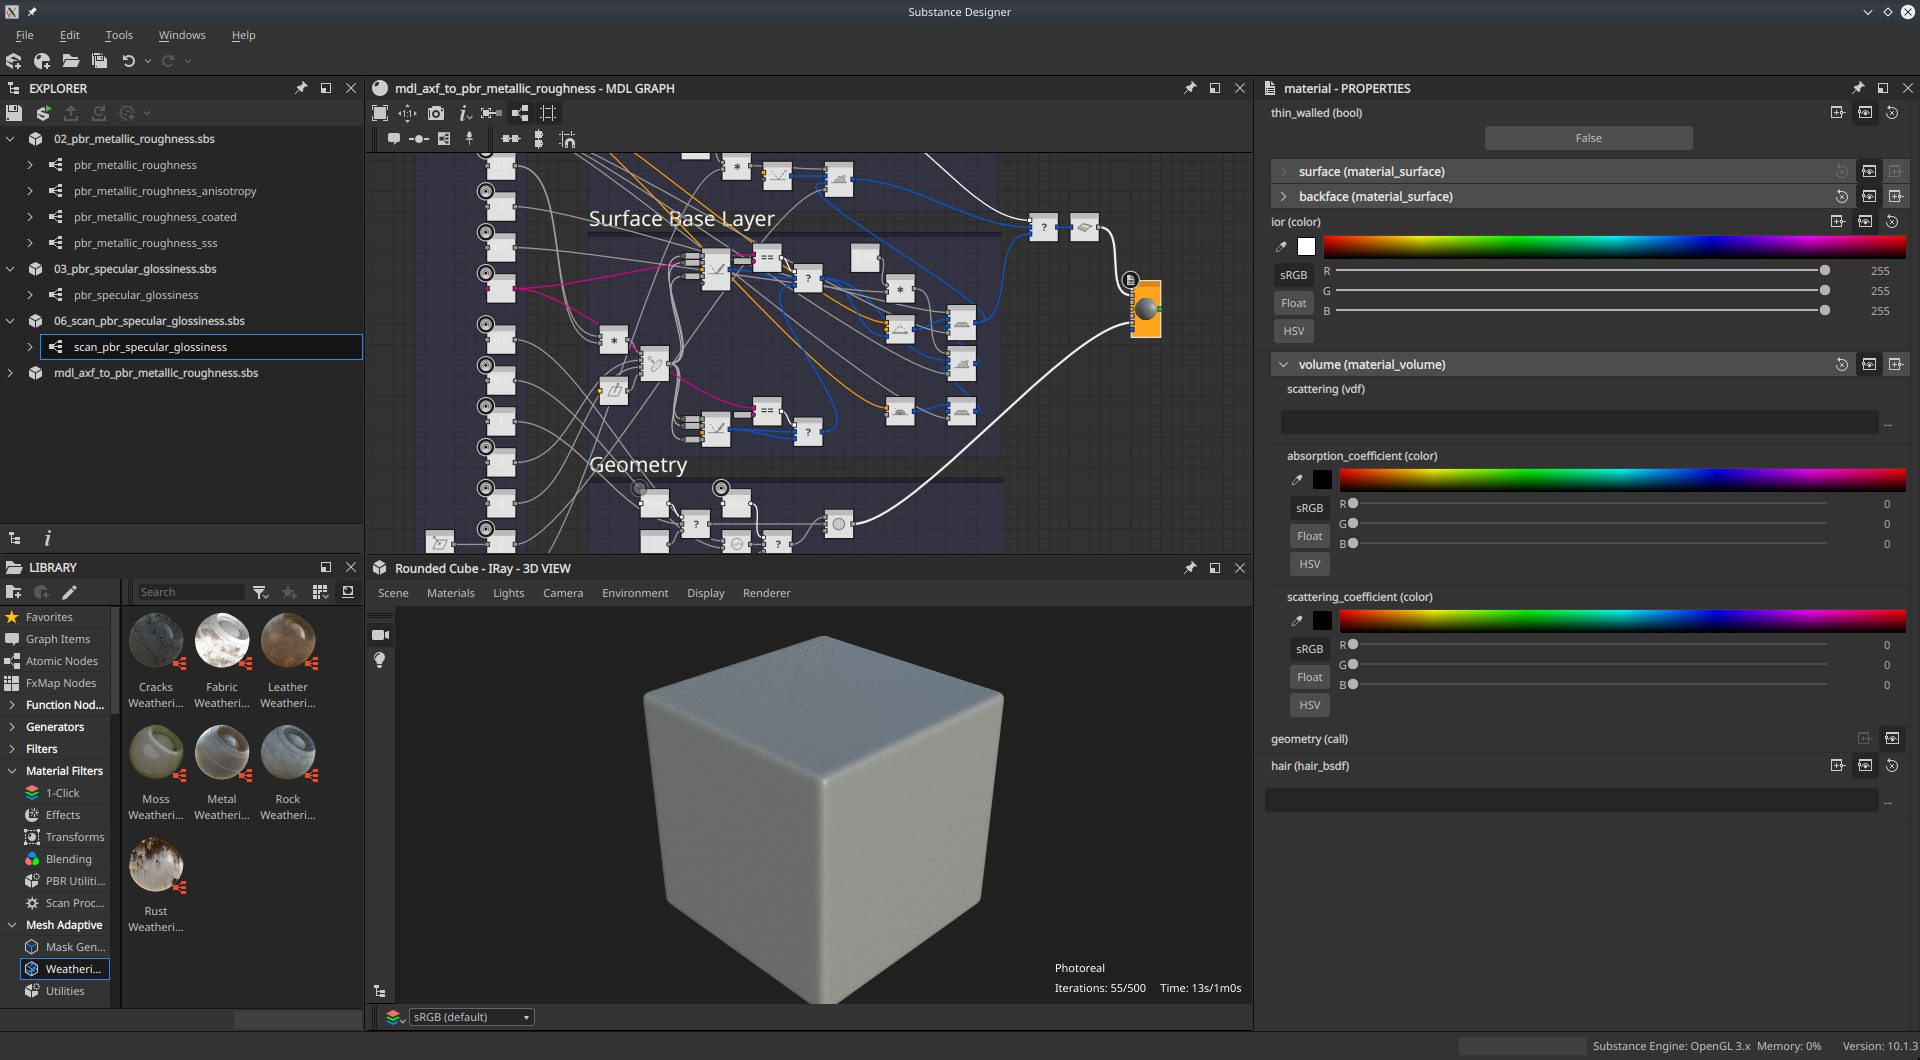 Substance Designer
File Edit Tools Windows Help
EXPLORER
02_pbr_metallic_roughness.sbs
pbr_metallic_roughness
pbr_metallic_roughness_anisotropy
pbr_metallic_roughness_coated
pbr_metallic_roughness_sss
03_pbr_specular_glossiness.sbs
pbr_specular_glossiness
06_scan_pbr_specular_glossiness.sbs
scan_pbr_specular_glossiness
mdl_axf_to_pbr_metallic_roughness.sbs
LIBRARY
Search
Favorites
Graph Items
Atomic Nodes
FxMap Nodes
Function Nod...
Generators
Filters
Material Filters
1-Click
Effects
Transforms
Blending
PBR Utiliti...
Scan Proc...
Mesh Adaptive
Mask Gen...
Weatheri...
Utilities
Cracks Weatheri...
Fabric Weatheri...
Leather Weatheri...
Moss Weatheri...
Metal Weatheri...
Rock Weatheri...
Rust Weatheri...
mdl_axf_to_pbr_metallic_roughness - MDL GRAPH
Surface Base Layer
Geometry
Rounded Cube - IRay - 3D VIEW
Scene Materials Lights Camera Environment Display Renderer
Photoreal
Iterations: 55/500 Time: 13s/1m0s
sRGB (default)
material - PROPERTIES
thin_walled (bool)
False
surface (material_surface)
backface (material_surface)
ior (color)
sRGB
Float
HSV
R 255
G 255
B 255
volume (material_volume)
scattering (vdf)
...
absorption_coefficient (color)
sRGB
Float
HSV
R 0
G 0
B 0
scattering_coefficient (color)
sRGB
Float
HSV
R 0
G 0
B 0
geometry (call)
hair (hair_bsdf)
...
Substance Engine: OpenGL 3.x Memory: 0% Version: 10.1.3